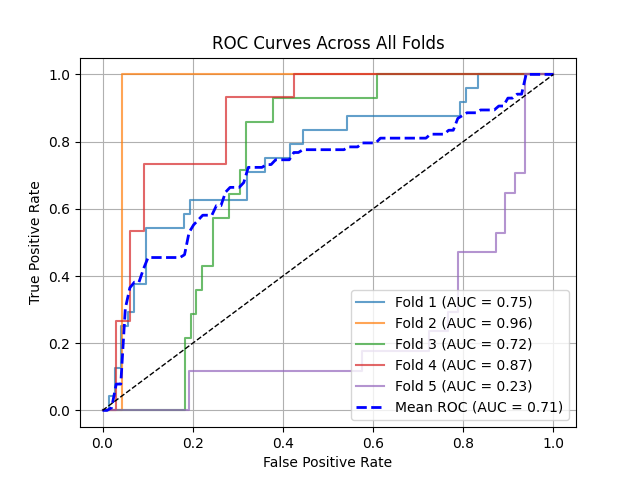 ROC Curves Across All Folds
True Positive Rate
1.0
0.8
0.6
0.4
0.2
0.0
Fold 1 (AUC = 0.75)
Fold 2 (AUC = 0.96)
Fold 3 (AUC = 0.72)
Fold 4 (AUC = 0.87)
Fold 5 (AUC = 0.23)
Mean ROC (AUC = 0.71)
0.0 0.2 0.4 0.6 0.8 1.0
False Positive Rate